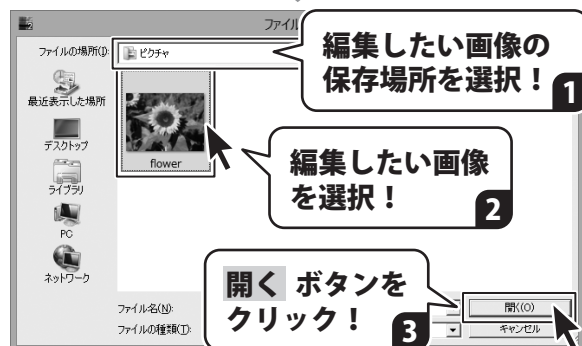 ファイル
ファイルの場所(I):
ピクチャ
編集したい画像の
保存場所を選択！
1
最近表示した場所
デスクトップ
ライブラリ
PC
ネットワーク
flower
編集したい画像
を選択！
2
開く ボタンを
クリック！
3
ファイル名(N):
ファイルの種類(T):
開く(O)
キャンセル